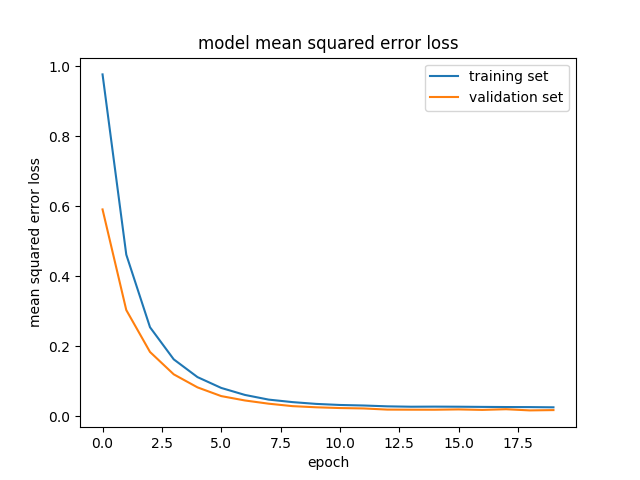 model mean squared error loss
training set
validation set
mean squared error loss
1.0
0.8
0.6
0.4
0.2
0.0
0.0 2.5 5.0 7.5 10.0 12.5 15.0 17.5
epoch